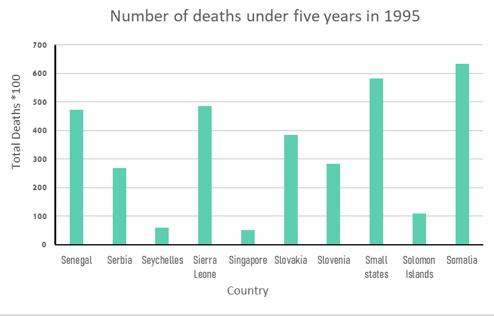 Number of deaths under five years in 1995
Total Deaths *100
700
600
500
400
300
200
100
0
Senegal Serbia Seychelles Sierra Leone Singapore Slovakia Slovenia Small states Solomon Islands Somalia
Country